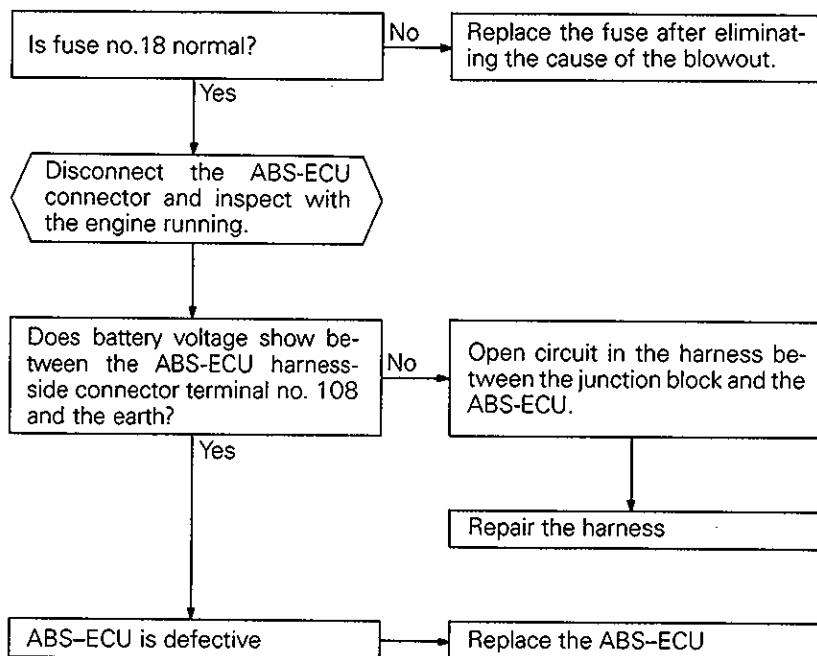 Is fuse no.18 normal?
No
Replace the fuse after eliminat-
ing the cause of the blowout.
Yes
Disconnect the ABS-ECU
connector and inspect with
the engine running.
Does battery voltage show be-
tween the ABS-ECU harness-
side connector terminal no. 108
and the earth?
No
Open circuit in the harness be-
tween the junction block and the
ABS-ECU.
Yes
Repair the harness
ABS–ECU is defective
Replace the ABS–ECU